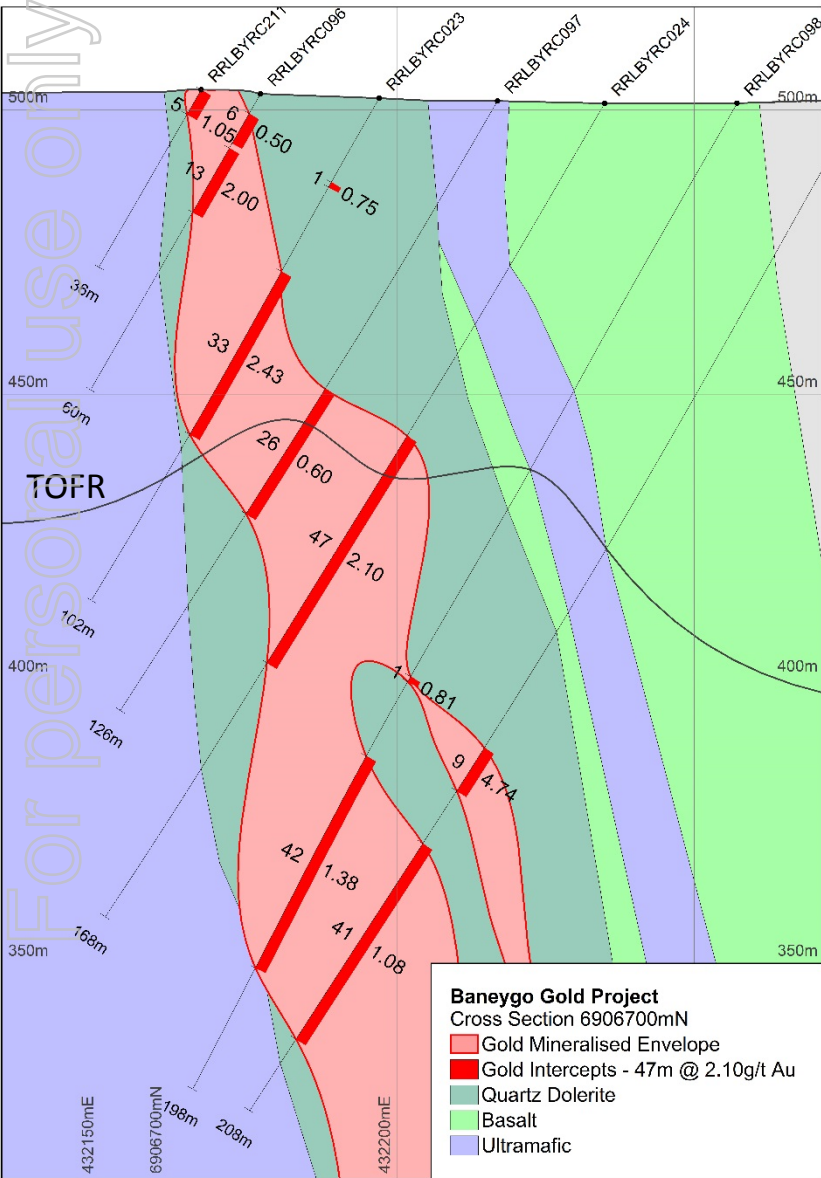 For personal use only
RRLBYRC211
RRLBYRC096
RRLBYRC023
RRLBYRC097
RRLBYRC024
RRLBYRC098
500m
500m
5
1.05
6
0.50
13
2.00
1
0.75
36m
33
2.43
450m
450m
60m
26
0.60
TOFR
47
2.10
102m
400m
400m
1
0.81
126m
9
4.74
42
1.38
41
1.08
168m
350m
350m
198m
208m
432150mE
6906700mN
432200mE
Baneygo Gold Project
Cross Section 6906700mN
Gold Mineralised Envelope
Gold Intercepts - 47m @ 2.10g/t Au
Quartz Dolerite
Basalt
Ultramafic